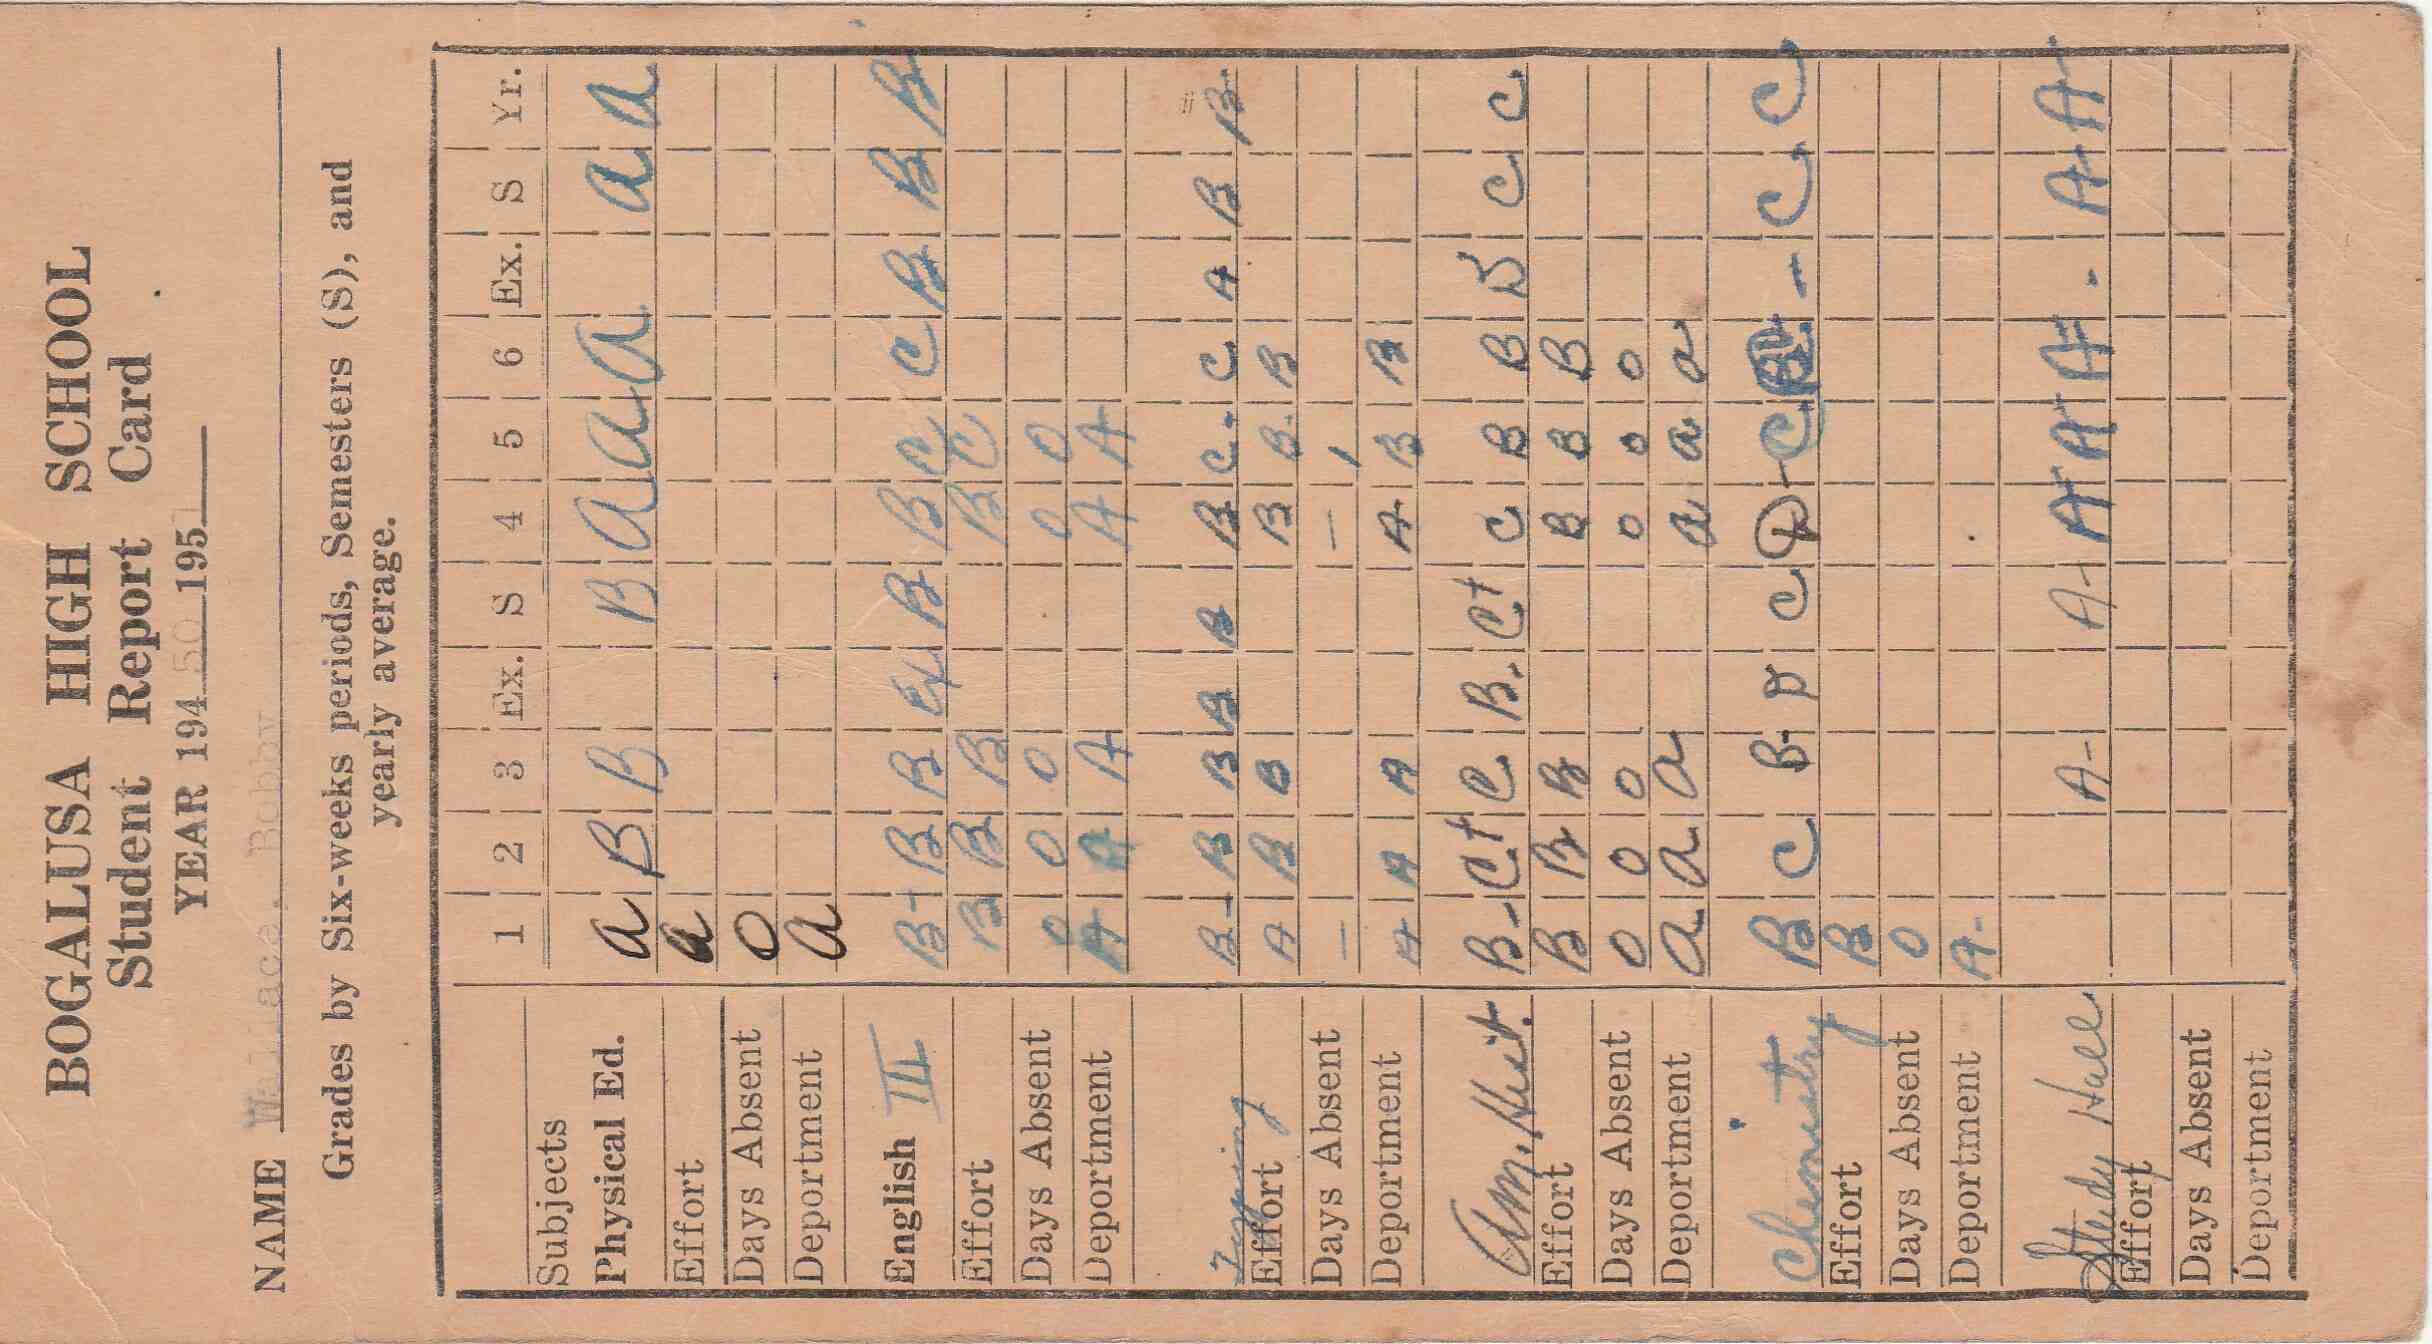 BOGALUSA HIGH SCHOOL
Student Report Card
YEAR 194 50 195 1
NAME Wallace, Bobby
Grades by Six-weeks periods, Semesters (S), and
yearly average.
1 2 3 Ex. S 4 5 6 Ex. S Yr.
Subjects
Physical Ed. a B B B a a a a a
Effort a
Days Absent 0
Deportment a
English III B- B B Ex B B C C B B B
Effort B B B B C
Days Absent 0 0 0 0 0
Deportment A A A A A
Typing B- B B B B B C- C A B B-
Effort A B B B B- B
Days Absent — — 1
Deportment A A A A B B
Am. Hist. B- C+ C B- C+ C B B C C
Effort B B B B B B
Days Absent 0 0 0 0 0 0
Deportment a a a a a a
Chemistry B C B- D C D- C - C C
Effort B
Days Absent 0
Deportment A-
Study Hall A- A- A- A- A- - A- A-
Effort
Days Absent
Deportment